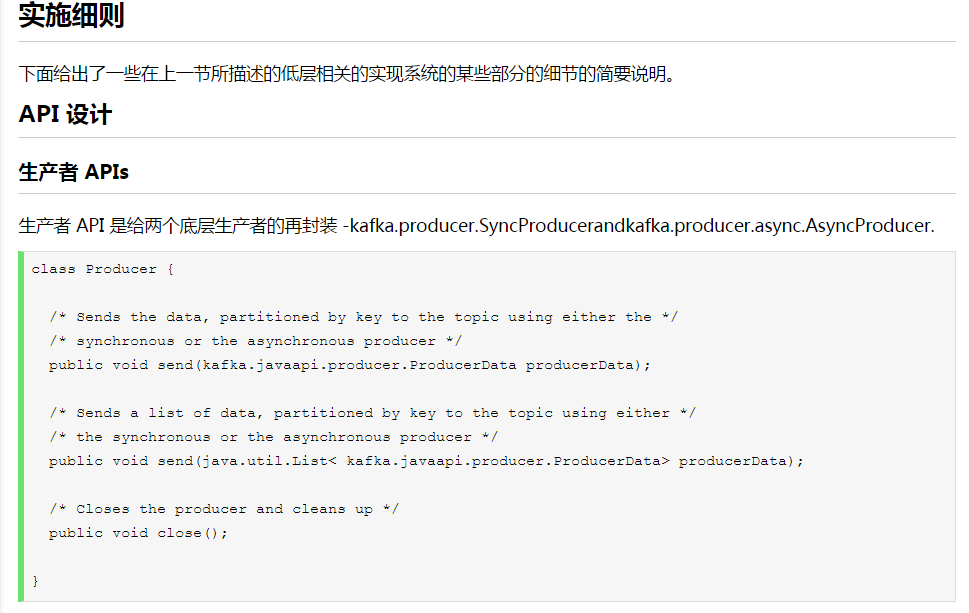 实施细则
下面给出了一些在上一节所描述的低层相关的实现系统的某些部分的细节的简要说明。
API 设计
生产者 APIs
生产者 API 是给两个底层生产者的再封装 -kafka.producer.SyncProducerandkafka.producer.async.AsyncProducer.
class Producer {
/* Sends the data, partitioned by key to the topic using either the */
/* synchronous or the asynchronous producer */
public void send(kafka.javaapi.producer.ProducerData producerData);
/* Sends a list of data, partitioned by key to the topic using either */
/* the synchronous or the asynchronous producer */
public void send(java.util.List< kafka.javaapi.producer.ProducerData> producerData);
/* Closes the producer and cleans up */
public void close();
}